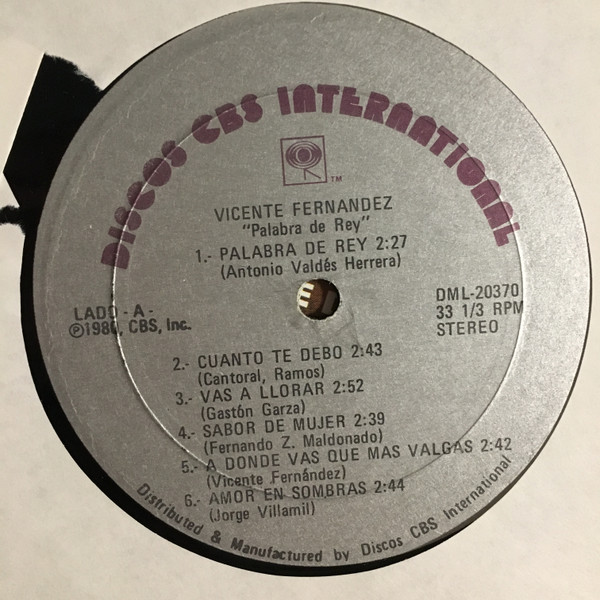 DISCOS CBS INTERNATIONAL
TM
VICENTE FERNANDEZ
"Palabra de Rey"
1.- PALABRA DE REY 2:27
(Antonio Valdés Herrera)
LADO - A -
Ⓟ1980, CBS, Inc.
DML-20370
33 1/3 RPM
STEREO
2.- CUANTO TE DEBO 2:43
(Cantoral, Ramos)
3.- VAS A LLORAR 2:52
(Gastón Garza)
4.- SABOR DE MUJER 2:39
(Fernando Z. Maldonado)
5.- A DONDE VAS QUE MAS VALGAS 2:42
(Vicente Fernández)
6.- AMOR EN SOMBRAS 2:44
(Jorge Villamil)
Distributed & Manufactured by Discos CBS International